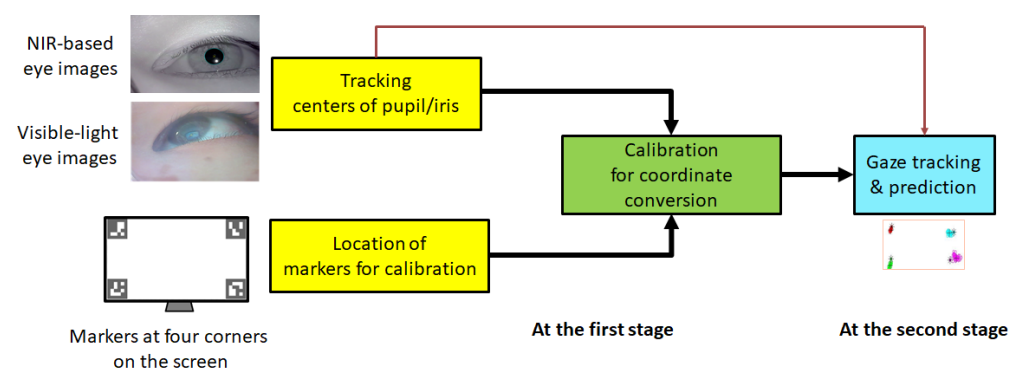 NIR-based
eye images
Visible-light
eye images
Tracking
centers of pupil/iris
Calibration
for coordinate
conversion
Gaze tracking
& prediction
Location of
markers for calibration
Markers at four corners
on the screen
At the first stage
At the second stage